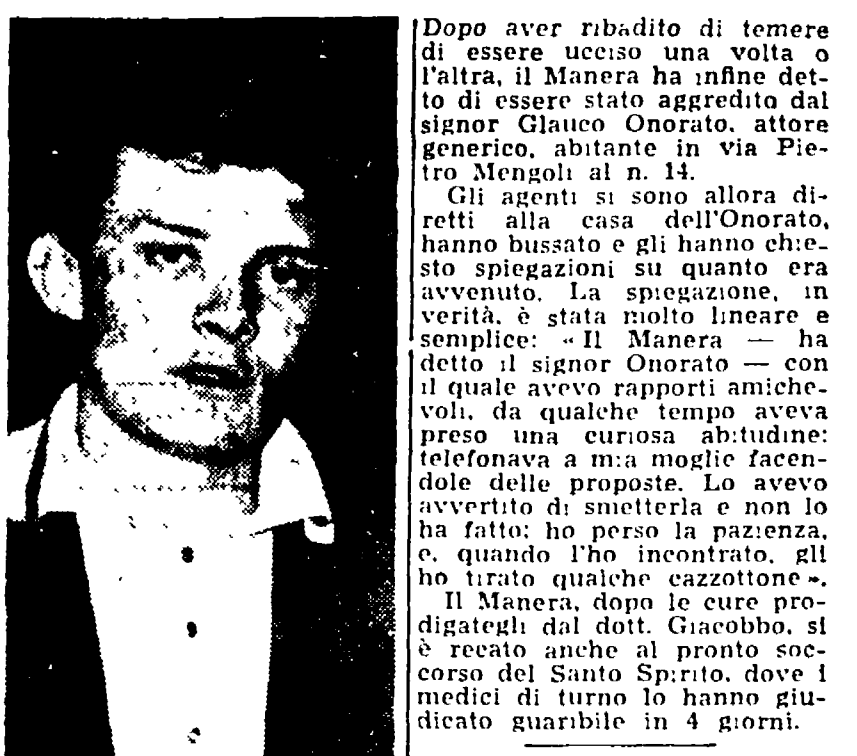 Dopo aver ribadito di temere
di essere ucciso una volta o
l'altra, il Manera ha infine det-
to di essere stato aggredito dal
signor Glauco Onorato, attore
generico, abitante in via Pie-
tro Mengoli al n. 14.
Gli agenti si sono allora di-
retti alla casa dell'Onorato,
hanno bussato e gli hanno chie-
sto spiegazioni su quanto era
avvenuto. La spiegazione, in
verità, è stata molto lineare e
semplice: « Il Manera — ha
detto il signor Onorato — con
il quale avevo rapporti amiche-
voli, da qualche tempo aveva
preso una curiosa abitudine:
telefonava a mia moglie facen-
dole delle proposte. Lo avevo
avvertito di smetterla e non lo
ha fatto: ho perso la pazienza,
e, quando l'ho incontrato, gli
ho tirato qualche cazzottone ».
Il Manera, dopo le cure pro-
digategli dal dott. Giacobbo, si
è recato anche al pronto soc-
corso del Santo Spirito, dove i
medici di turno lo hanno giu-
dicato guaribile in 4 giorni.